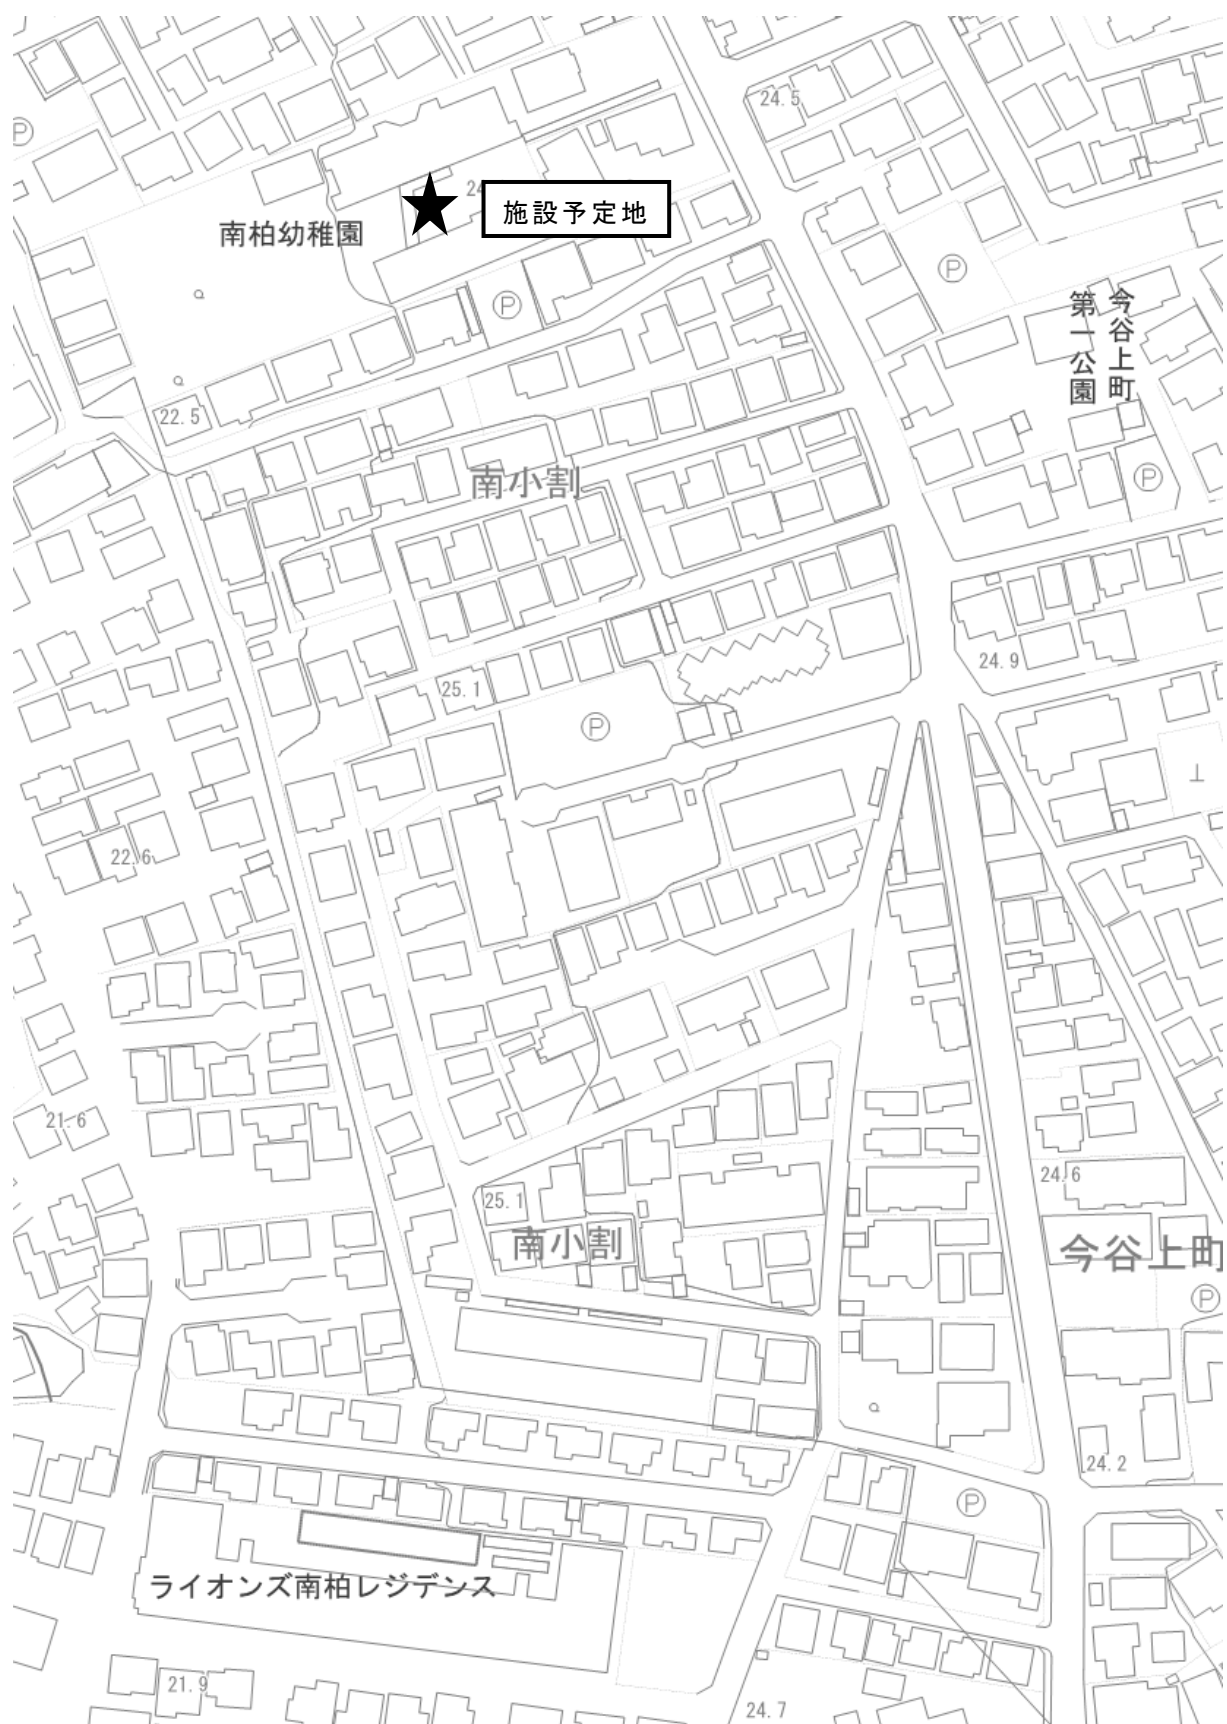 24.5
Ⓟ
24
施設予定地
南柏幼稚園
Ⓟ
Ⓟ
今谷上町
第一公園
22.5
南小割
Ⓟ
24.9
25.1
Ⓟ
22.6
21.6
24.6
25.1
南小割
今谷上町
Ⓟ
24.2
Ⓟ
ライオンズ南柏レジデンス
21.9
24.7